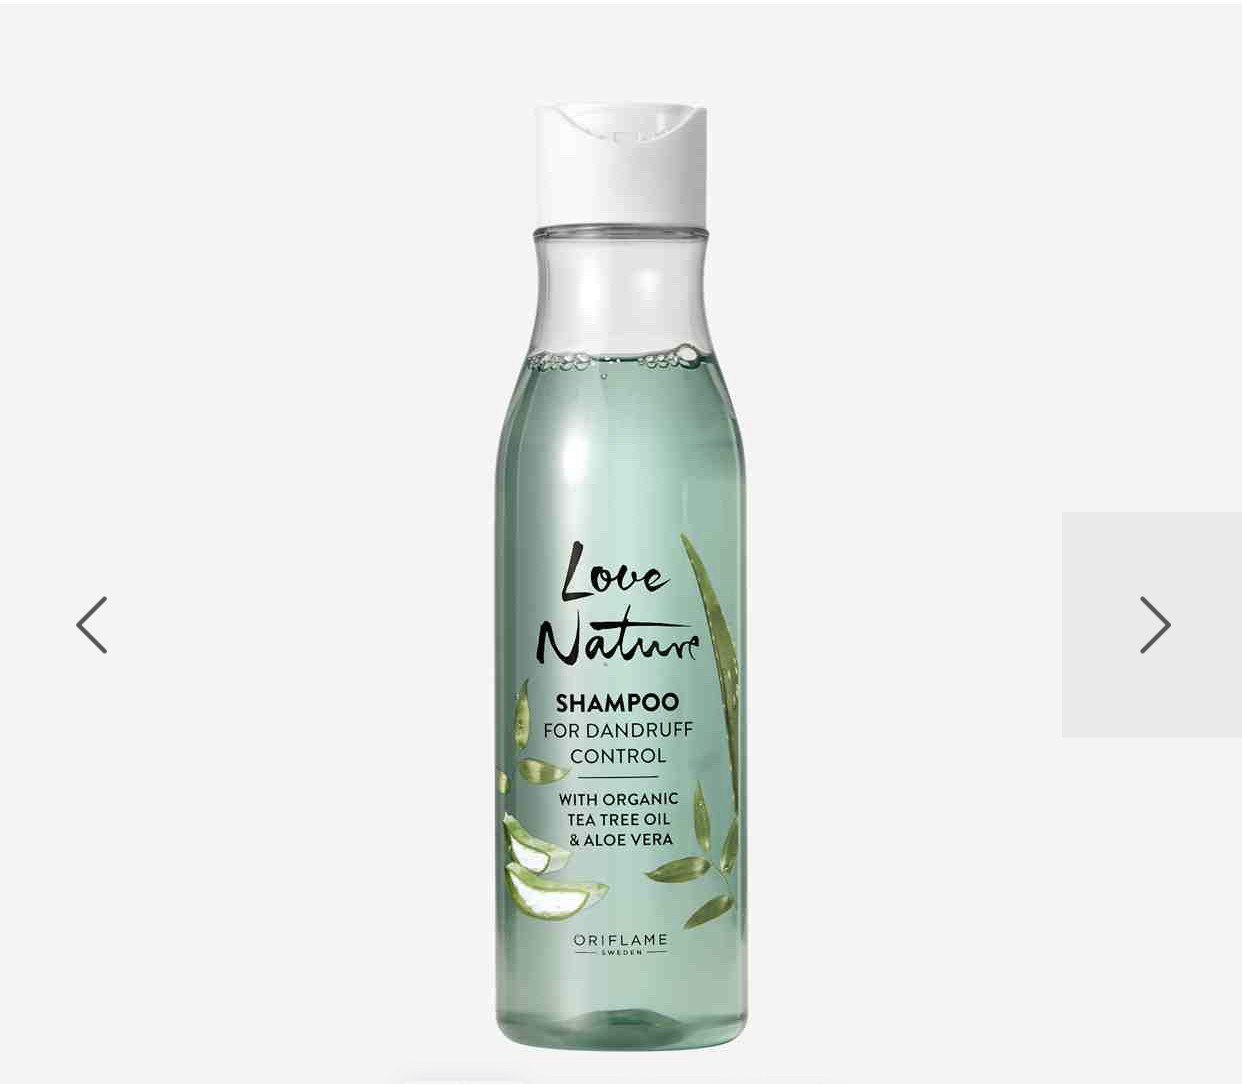 Love
Nature
SHAMPOO
FOR DANDRUFF
CONTROL
WITH ORGANIC
TEA TREE OIL
& ALOE VERA
ORIFLAME
SWEDEN